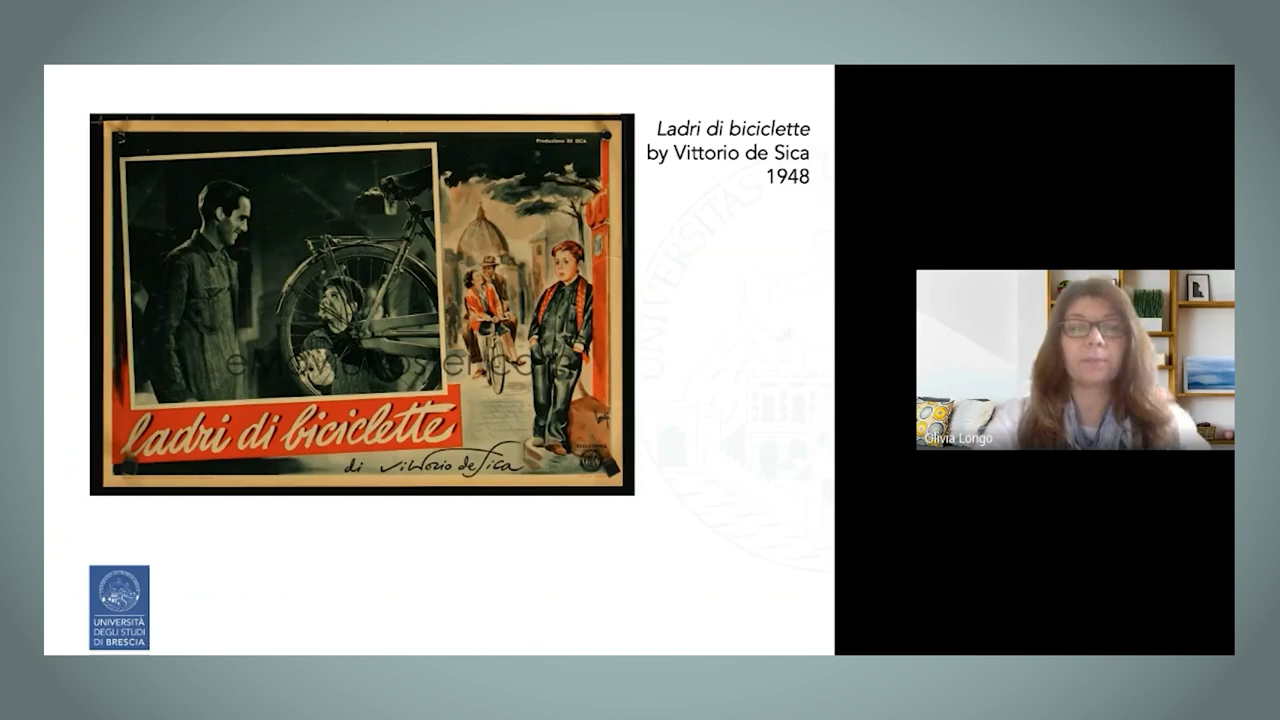 Ladri di biciclette
by Vittorio de Sica
1948
Produzione DE SICA
ladri di biciclette
di Vittorio de Sica
UNIVERSITAS
UNIVERSITÀ
DEGLI STUDI
DI BRESCIA
Olivia Longo